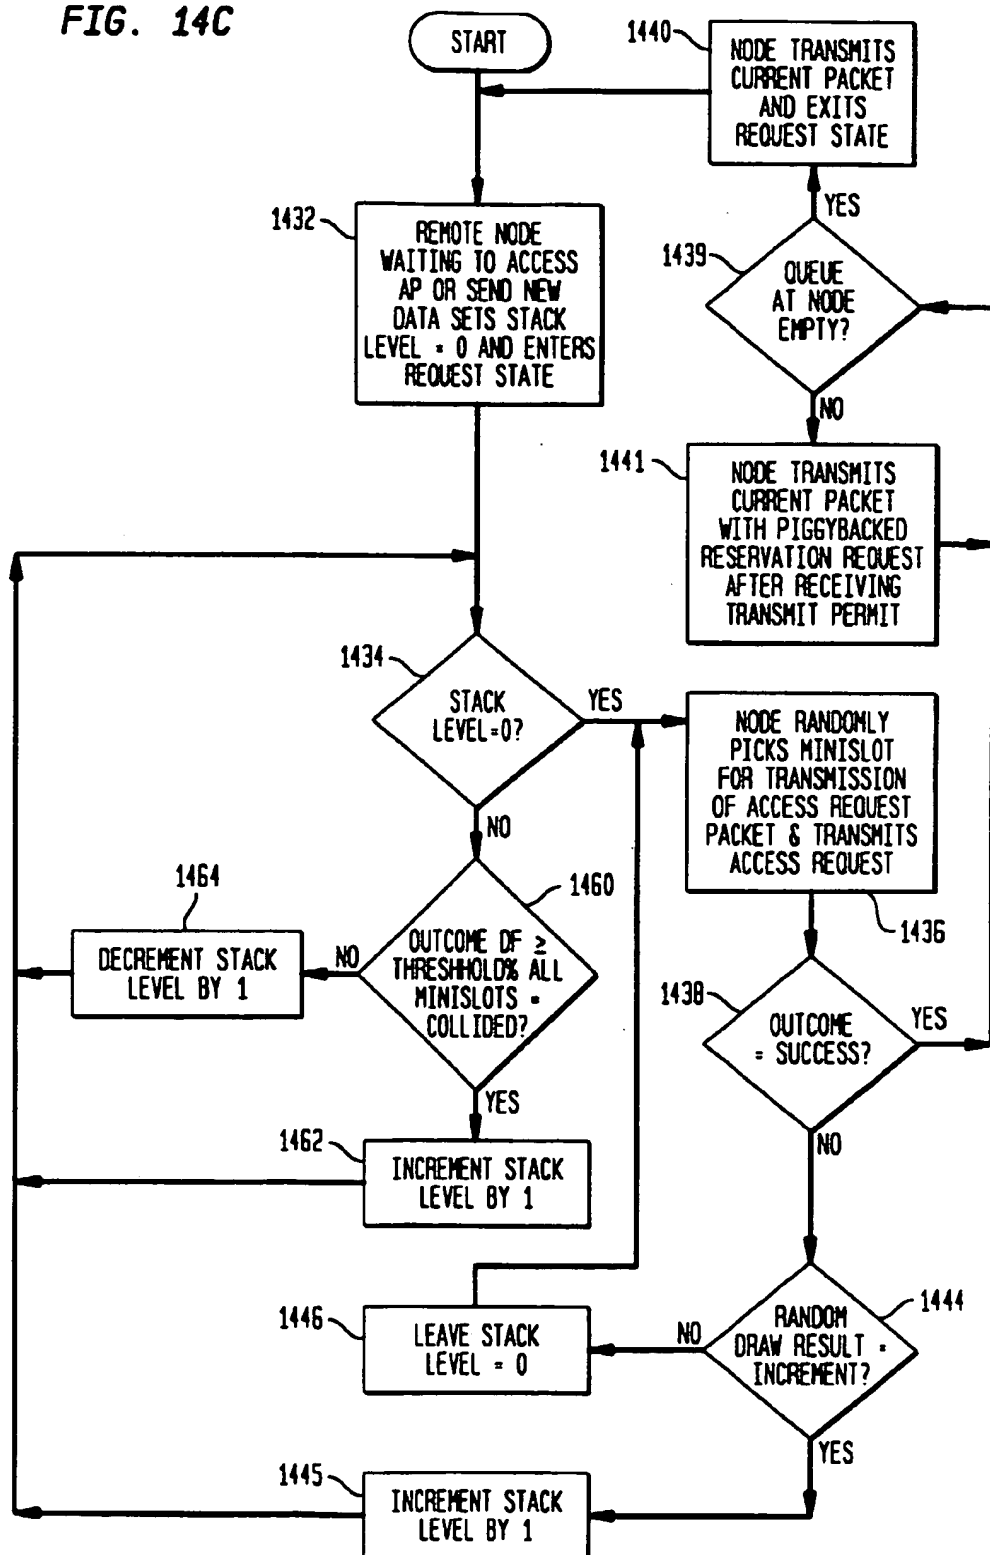 FIG. 14C
START
1440
NODE TRANSMITS
CURRENT PACKET
AND EXITS
REQUEST STATE
YES
1432
REMOTE NODE
WAITING TO ACCESS
AP OR SEND NEW
DATA SETS STACK
LEVEL = 0 AND ENTERS
REQUEST STATE
1439
QUEUE
AT NODE
EMPTY?
NO
1441
NODE TRANSMITS
CURRENT PACKET
WITH PIGGYBACKED
RESERVATION REQUEST
AFTER RECEIVING
TRANSMIT PERMIT
1434
STACK
LEVEL=0?
YES
NO
NODE RANDOMLY
PICKS MINISLOT
FOR TRANSMISSION
OF ACCESS REQUEST
PACKET & TRANSMITS
ACCESS REQUEST
1436
1464
DECREMENT STACK
LEVEL BY 1
NO
1460
OUTCOME OF ≥
THRESHHOLD% ALL
MINISLOTS =
COLLIDED?
YES
1438
OUTCOME
= SUCCESS?
YES
NO
1462
INCREMENT STACK
LEVEL BY 1
1446
LEAVE STACK
LEVEL = 0
NO
1444
RANDOM
DRAW RESULT =
INCREMENT?
YES
1445
INCREMENT STACK
LEVEL BY 1